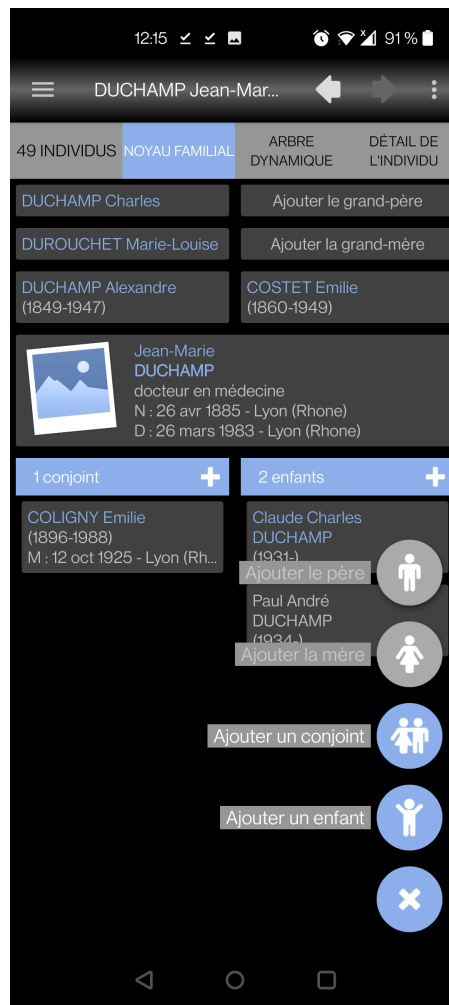 12:15
91 %
DUCHAMP Jean-Mar...
49 INDIVIDUS
NOYAU FAMILIAL
ARBRE
DYNAMIQUE
DÉTAIL DE
L'INDIVIDU
DUCHAMP Charles
Ajouter le grand-père
DUROUCHET Marie-Louise
Ajouter la grand-mère
DUCHAMP Alexandre
(1849-1947)
COSTET Emilie
(1860-1949)
Jean-Marie
DUCHAMP
docteur en médecine
N : 26 avr 1885 - Lyon (Rhone)
D : 26 mars 1983 - Lyon (Rhone)
1 conjoint
2 enfants
COLIGNY Emilie
(1896-1988)
M : 12 oct 1925 - Lyon (Rh...
Claude Charles
DUCHAMP
(1931-)
Ajouter le père
Paul André
DUCHAMP
(1934-)
Ajouter la mère
Ajouter un conjoint
Ajouter un enfant